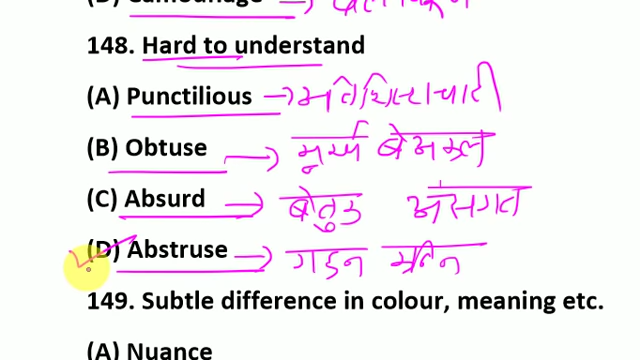 (D) Camouflage →
148. Hard to understand
(A) Punctilious → अतिशिष्टाचारी
(B) Obtuse → मूर्ख बेअक्ल
(C) Absurd → बेतुक असंगत
(D) Abstruse → गहन
149. Subtle difference in colour, meaning etc.
(A) Nuance